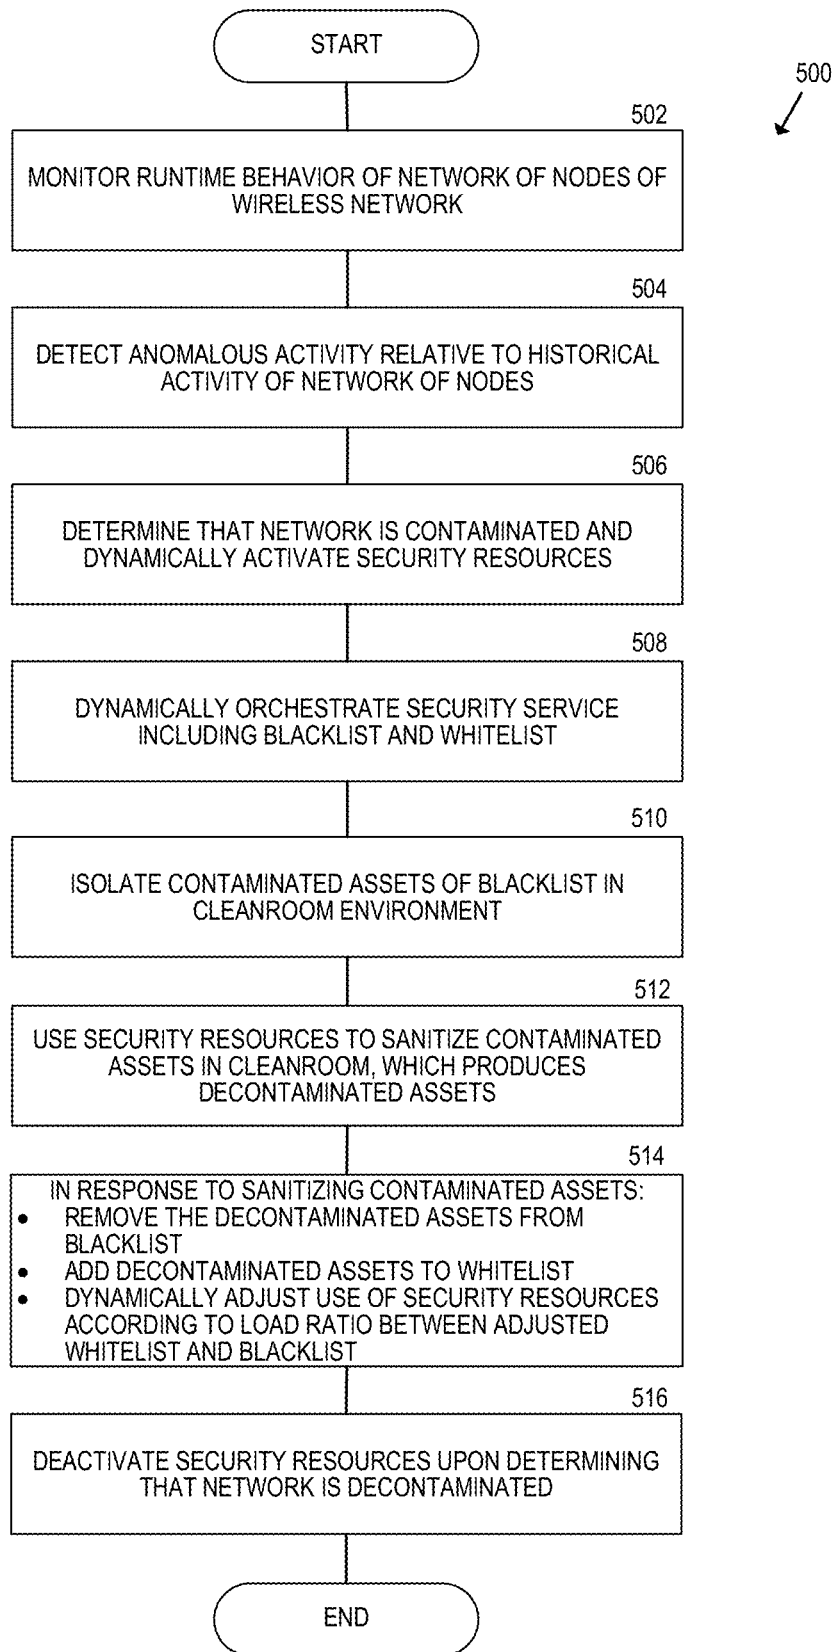 START
500
502
MONITOR RUNTIME BEHAVIOR OF NETWORK OF NODES OF
WIRELESS NETWORK
504
DETECT ANOMALOUS ACTIVITY RELATIVE TO HISTORICAL
ACTIVITY OF NETWORK OF NODES
506
DETERMINE THAT NETWORK IS CONTAMINATED AND
DYNAMICALLY ACTIVATE SECURITY RESOURCES
508
DYNAMICALLY ORCHESTRATE SECURITY SERVICE
INCLUDING BLACKLIST AND WHITELIST
510
ISOLATE CONTAMINATED ASSETS OF BLACKLIST IN
CLEANROOM ENVIRONMENT
512
USE SECURITY RESOURCES TO SANITIZE CONTAMINATED
ASSETS IN CLEANROOM, WHICH PRODUCES
DECONTAMINATED ASSETS
514
IN RESPONSE TO SANITIZING CONTAMINATED ASSETS:
• REMOVE THE DECONTAMINATED ASSETS FROM
BLACKLIST
• ADD DECONTAMINATED ASSETS TO WHITELIST
• DYNAMICALLY ADJUST USE OF SECURITY RESOURCES
ACCORDING TO LOAD RATIO BETWEEN ADJUSTED
WHITELIST AND BLACKLIST
516
DEACTIVATE SECURITY RESOURCES UPON DETERMINING
THAT NETWORK IS DECONTAMINATED
END